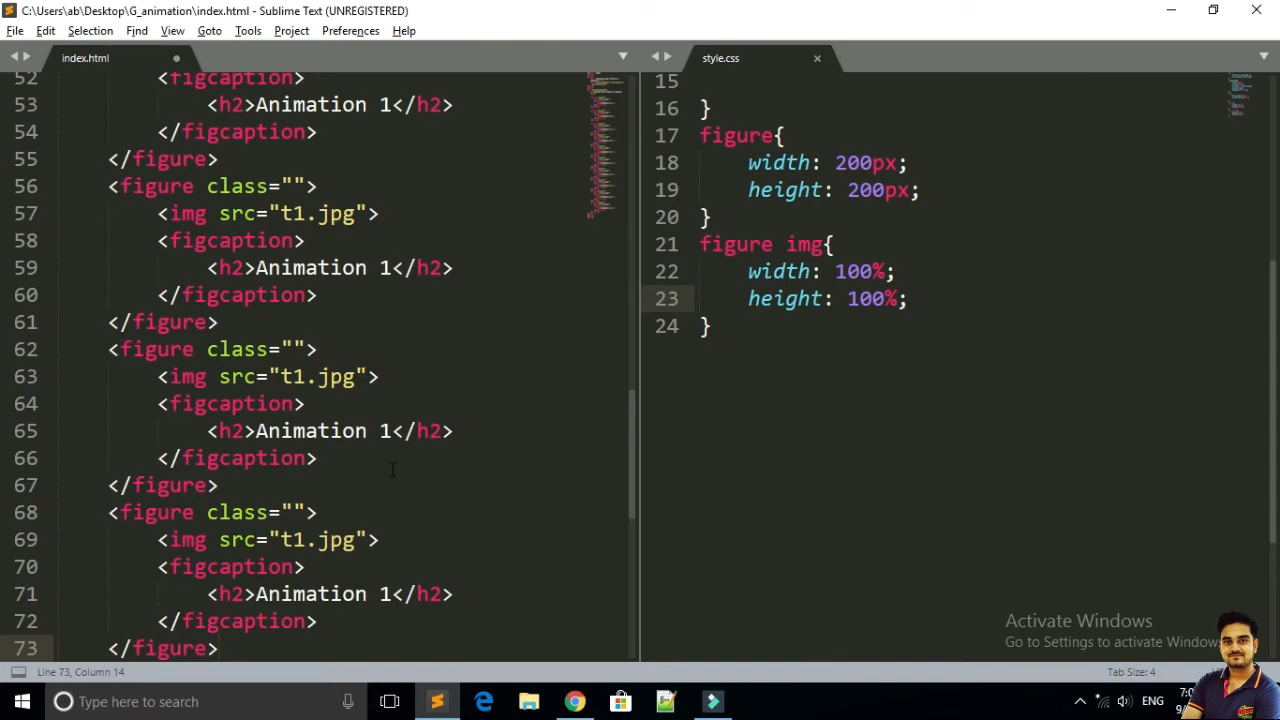 C:\Users\ab\Desktop\G_animation\index.html - Sublime Text (UNREGISTERED)
File Edit Selection Find View Goto Tools Project Preferences Help
index.html
52 <figcaption>
53 <h2>Animation 1</h2>
54 </figcaption>
55 </figure>
56 <figure class="">
57 <img src="t1.jpg">
58 <figcaption>
59 <h2>Animation 1</h2>
60 </figcaption>
61 </figure>
62 <figure class="">
63 <img src="t1.jpg">
64 <figcaption>
65 <h2>Animation 1</h2>
66 </figcaption>
67 </figure>
68 <figure class="">
69 <img src="t1.jpg">
70 <figcaption>
71 <h2>Animation 1</h2>
72 </figcaption>
73 </figure>
style.css
15
16 }
17 figure{
18 width: 200px;
19 height: 200px;
20 }
21 figure img{
22 width: 100%;
23 height: 100%;
24 }
Activate Windows
Go to Settings to activate Windows
Line 73, Column 14
Tab Size: 4
Type here to search
ENG